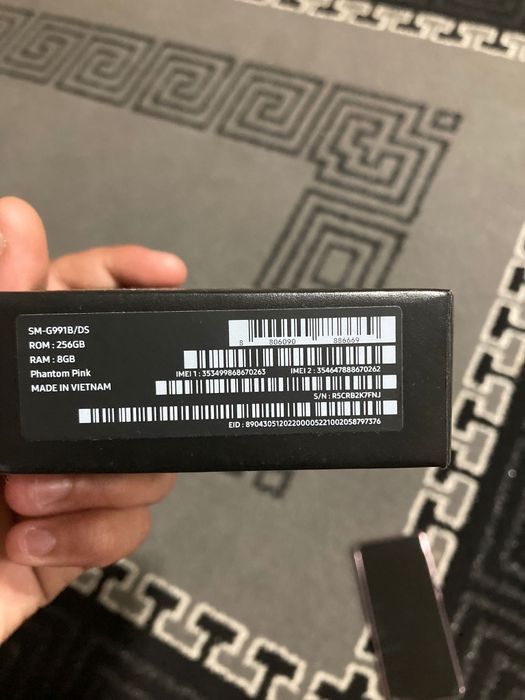 SM-G991B/DS
ROM : 256GB
RAM : 8GB
Phantom Pink
MADE IN VIETNAM
8 806090 886669
IMEI 1 : 353499868670263 IMEI 2 : 354647888670262
S/N : R5CRB2K7FNJ
EID : 89043051202200005221002058797376